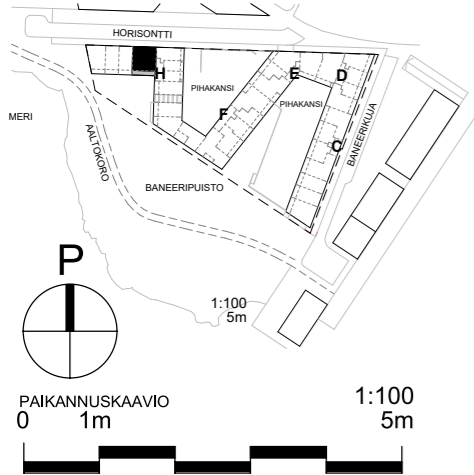 HORISONTTI
H
E
D
PIHAKANSI
PIHAKANSI
F
C
MERI
AALTOKORO
BANEERIKUJA
BANEERIPUISTO
P
1:100
5m
PAIKANNUSKAAVIO
1:100
0 1m 5m